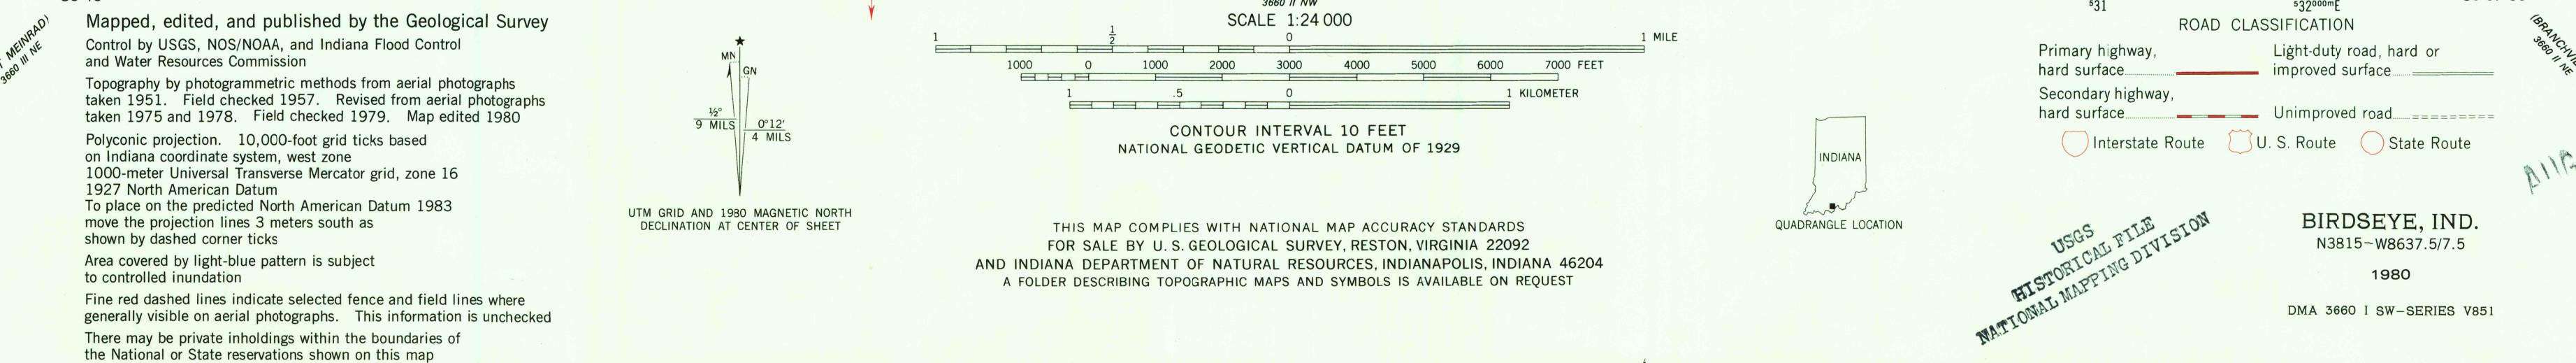 MEINRAD)
3660 III NE
Mapped, edited, and published by the Geological Survey
Control by USGS, NOS/NOAA, and Indiana Flood Control
and Water Resources Commission
Topography by photogrammetric methods from aerial photographs
taken 1951. Field checked 1957. Revised from aerial photographs
taken 1975 and 1978. Field checked 1979. Map edited 1980
Polyconic projection. 10,000-foot grid ticks based
on Indiana coordinate system, west zone
1000-meter Universal Transverse Mercator grid, zone 16
1927 North American Datum
To place on the predicted North American Datum 1983
move the projection lines 3 meters south as
shown by dashed corner ticks
Area covered by light-blue pattern is subject
to controlled inundation
Fine red dashed lines indicate selected fence and field lines where
generally visible on aerial photographs. This information is unchecked
There may be private inholdings within the boundaries of
the National or State reservations shown on this map
★
MN
GN
½°
9 MILS
0°12′
4 MILS
UTM GRID AND 1980 MAGNETIC NORTH
DECLINATION AT CENTER OF SHEET
3660 II NW
SCALE 1:24 000
1 ½ 0 1 MILE
1000 0 1000 2000 3000 4000 5000 6000 7000 FEET
1 .5 0 1 KILOMETER
CONTOUR INTERVAL 10 FEET
NATIONAL GEODETIC VERTICAL DATUM OF 1929
THIS MAP COMPLIES WITH NATIONAL MAP ACCURACY STANDARDS
FOR SALE BY U. S. GEOLOGICAL SURVEY, RESTON, VIRGINIA 22092
AND INDIANA DEPARTMENT OF NATURAL RESOURCES, INDIANAPOLIS, INDIANA 46204
A FOLDER DESCRIBING TOPOGRAPHIC MAPS AND SYMBOLS IS AVAILABLE ON REQUEST
INDIANA
QUADRANGLE LOCATION
531 532000mE
ROAD CLASSIFICATION
Primary highway,
hard surface
Light-duty road, hard or
improved surface
Secondary highway,
hard surface
Unimproved road
Interstate Route U. S. Route State Route
(BRANCHVI
3660 II NE
USGS
HISTORICAL FILE
NATIONAL MAPPING DIVISION
BIRDSEYE, IND.
N3815–W8637.5/7.5
1980
DMA 3660 I SW–SERIES V851